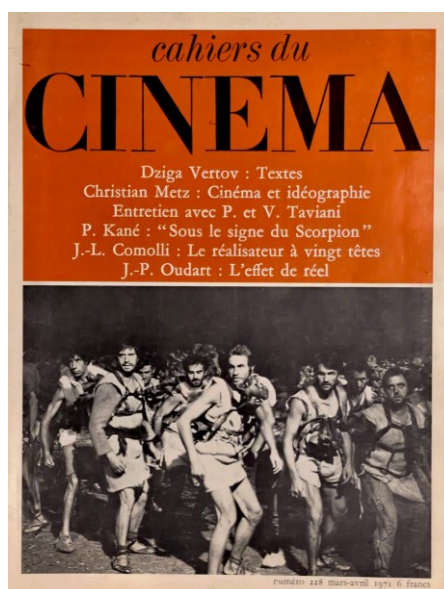 cahiers du
CINEMA
Dziga Vertov : Textes
Christian Metz : Cinéma et idéographie
Entretien avec P. et V. Taviani
P. Kané : “Sous le signe du Scorpion”
J.-L. Comolli : Le réalisateur à vingt têtes
J.-P. Oudart : L'effet de réel
numéro 228 mars-avril 1971 6 francs